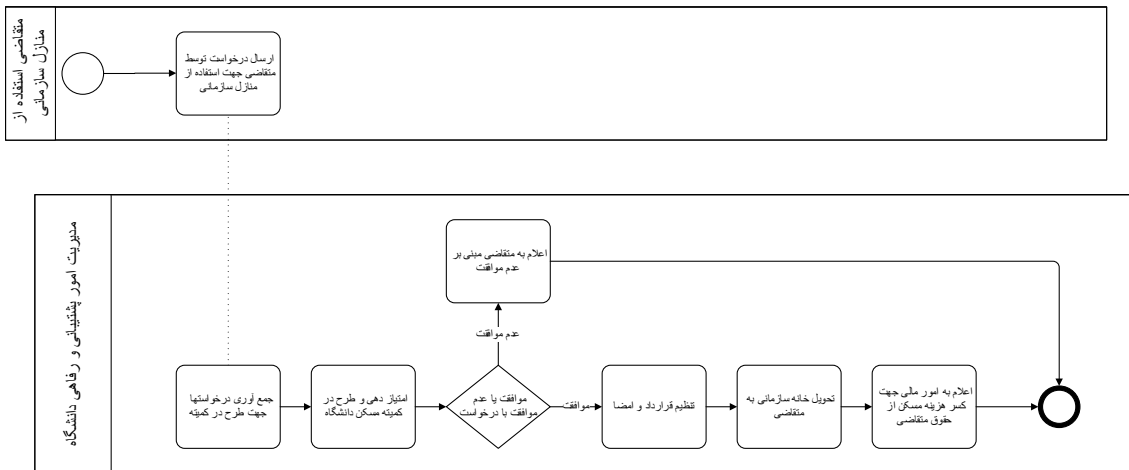 متقاضی استفاده از
منازل سازمانی
ارسال درخواست توسط
متقاضی جهت استفاده از
منازل سازمانی
مدیریت امور پشتیبانی و رفاهی دانشگاه
اعلام به متقاضی مبنی بر
عدم موافقت
عدم موافقت
جمع آوری درخواستها
جهت طرح در کمیته
امتیاز دهی و طرح در
کمیته مسکن دانشگاه
موافقت یا عدم
موافقت با درخواست
موافقت
تنظیم قرارداد و امضا
تحویل خانه سازمانی به
متقاضی
اعلام به امور مالی جهت
کسر هزینه مسکن از
حقوق متقاضی